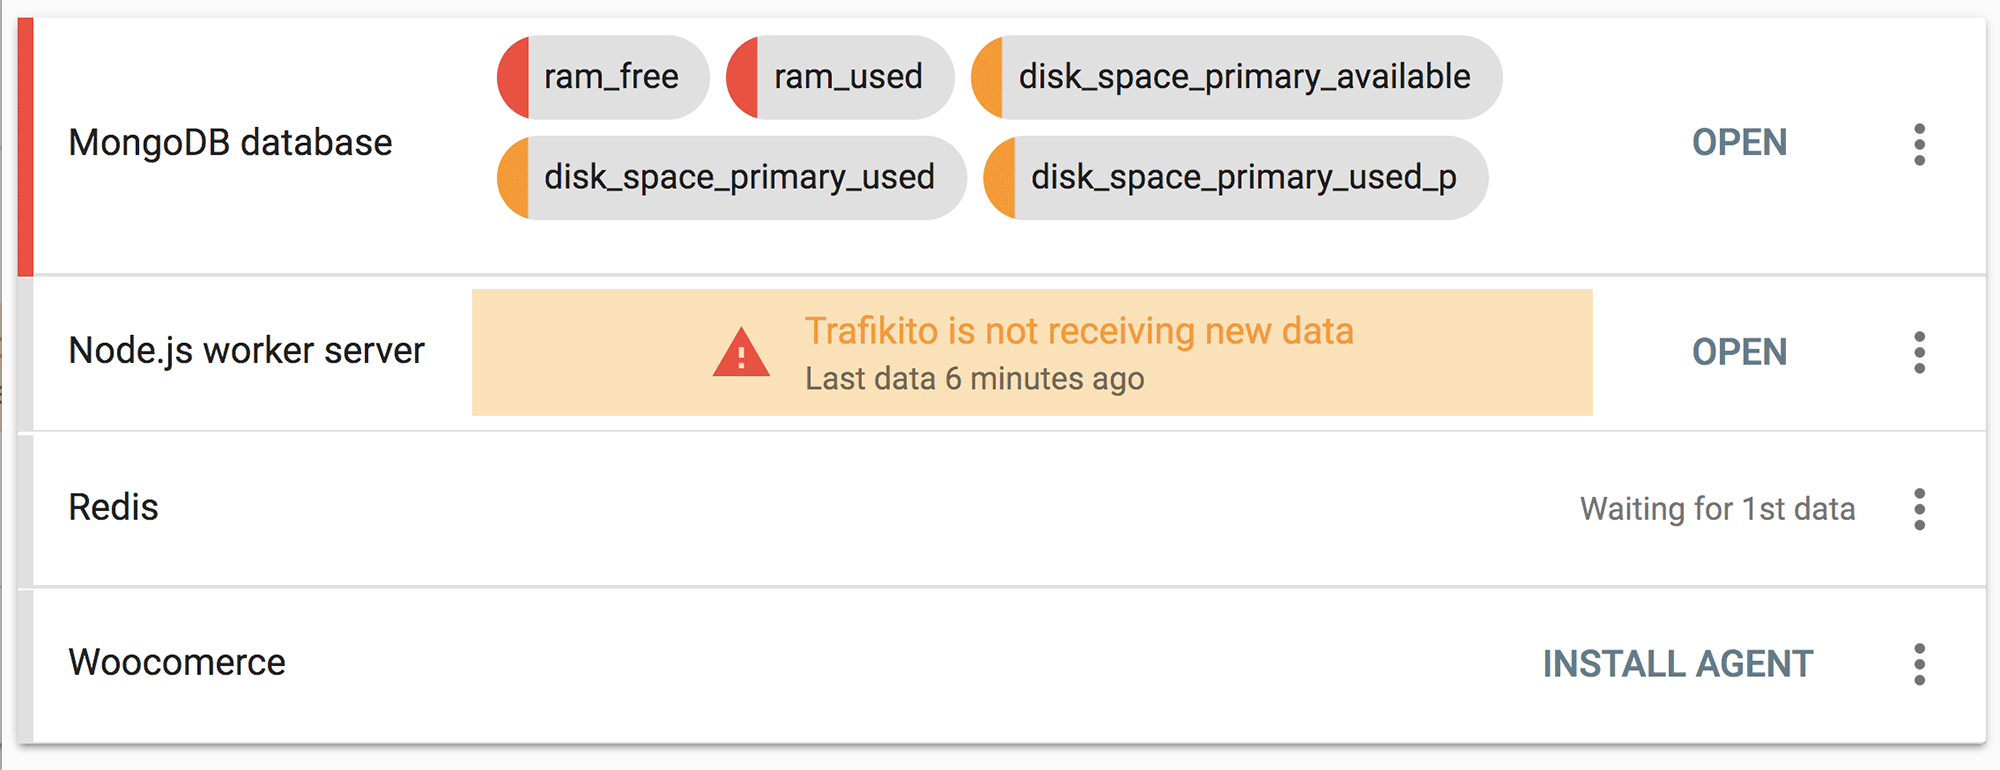 ram_free ram_used disk_space_primary_available
MongoDB database OPEN
disk_space_primary_used disk_space_primary_used_p
Trafikito is not receiving new data
Node.js worker server OPEN
Last data 6 minutes ago
Redis Waiting for 1st data
Woocomerce INSTALL AGENT